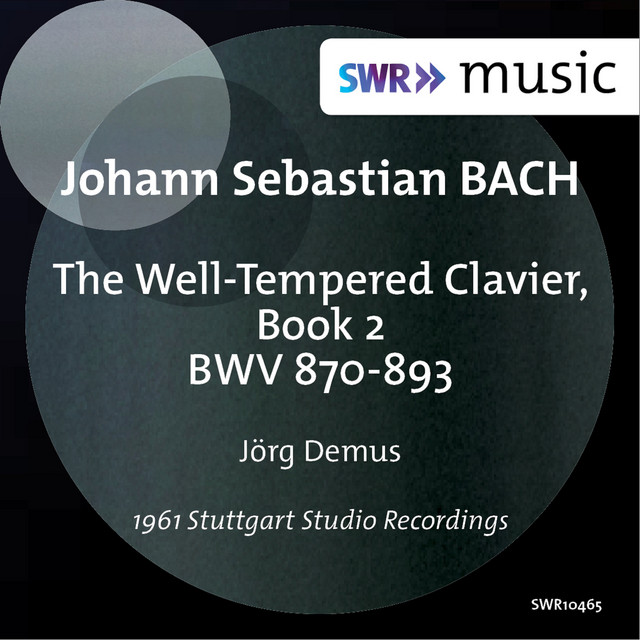 SWR» music
Johann Sebastian BACH
The Well-Tempered Clavier,
Book 2
BWV 870-893
Jörg Demus
1961 Stuttgart Studio Recordings
SWR10465